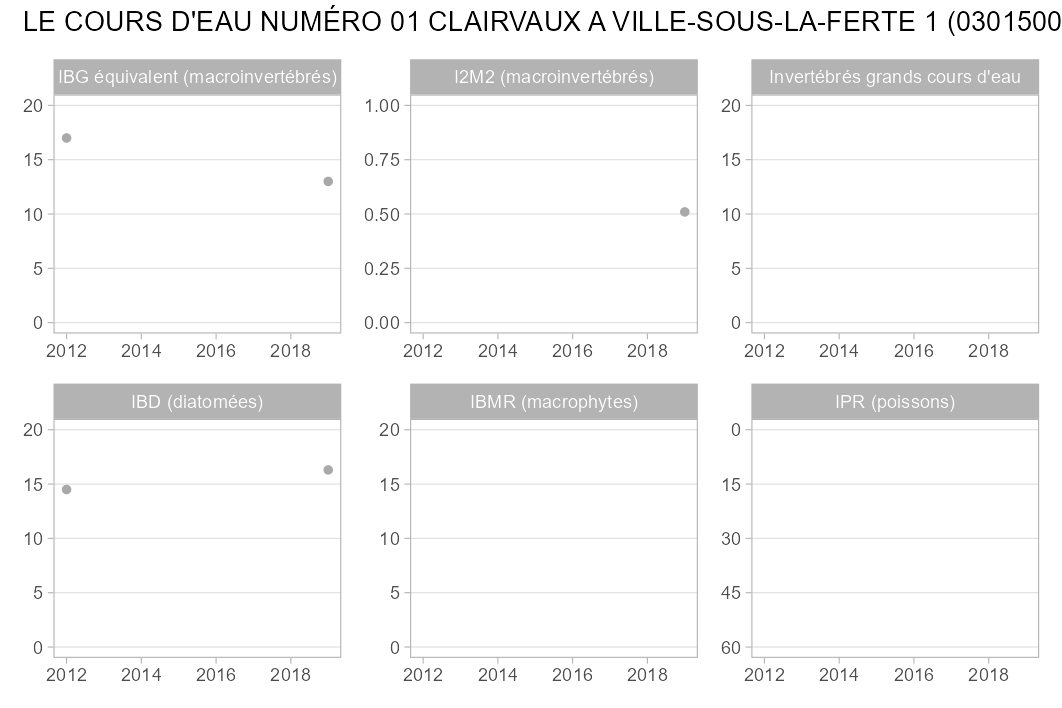 LE COURS D'EAU NUMÉRO 01 CLAIRVAUX A VILLE-SOUS-LA-FERTE 1 (0301500
IBG équivalent (macroinvertébrés) I2M2 (macroinvertébrés) Invertébrés grands cours d'eau
20 1.00 20
15 0.75 15
10 0.50 10
5 0.25 5
0 0.00 0
2012 2014 2016 2018 2012 2014 2016 2018 2012 2014 2016 2018
IBD (diatomées) IBMR (macrophytes) IPR (poissons)
20 20 0
15 15 15
10 10 30
5 5 45
0 0 60
2012 2014 2016 2018 2012 2014 2016 2018 2012 2014 2016 2018